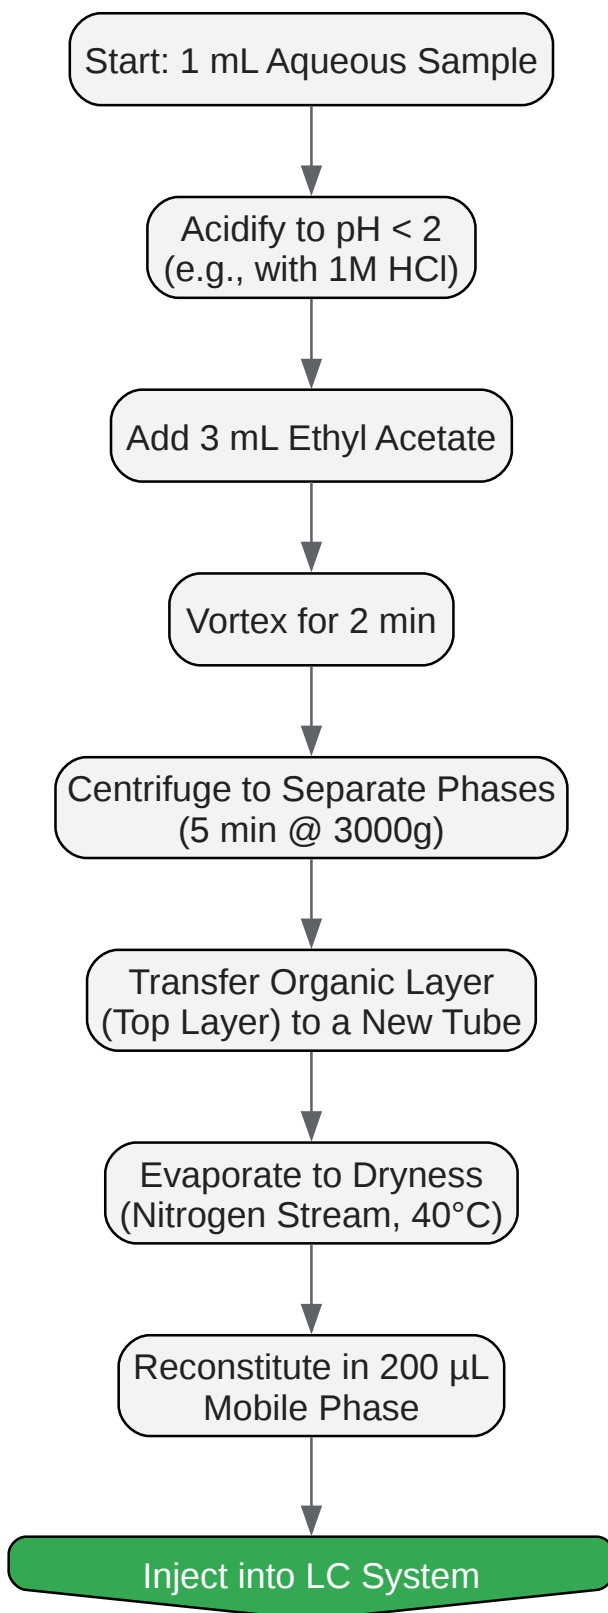 Start: 1 mL Aqueous Sample
Acidify to pH < 2
(e.g., with 1M HCl)
Add 3 mL Ethyl Acetate
Vortex for 2 min
Centrifuge to Separate Phases
(5 min @ 3000g)
Transfer Organic Layer
(Top Layer) to a New Tube
Evaporate to Dryness
(Nitrogen Stream, 40°C)
Reconstitute in 200 µL
Mobile Phase
Inject into LC System